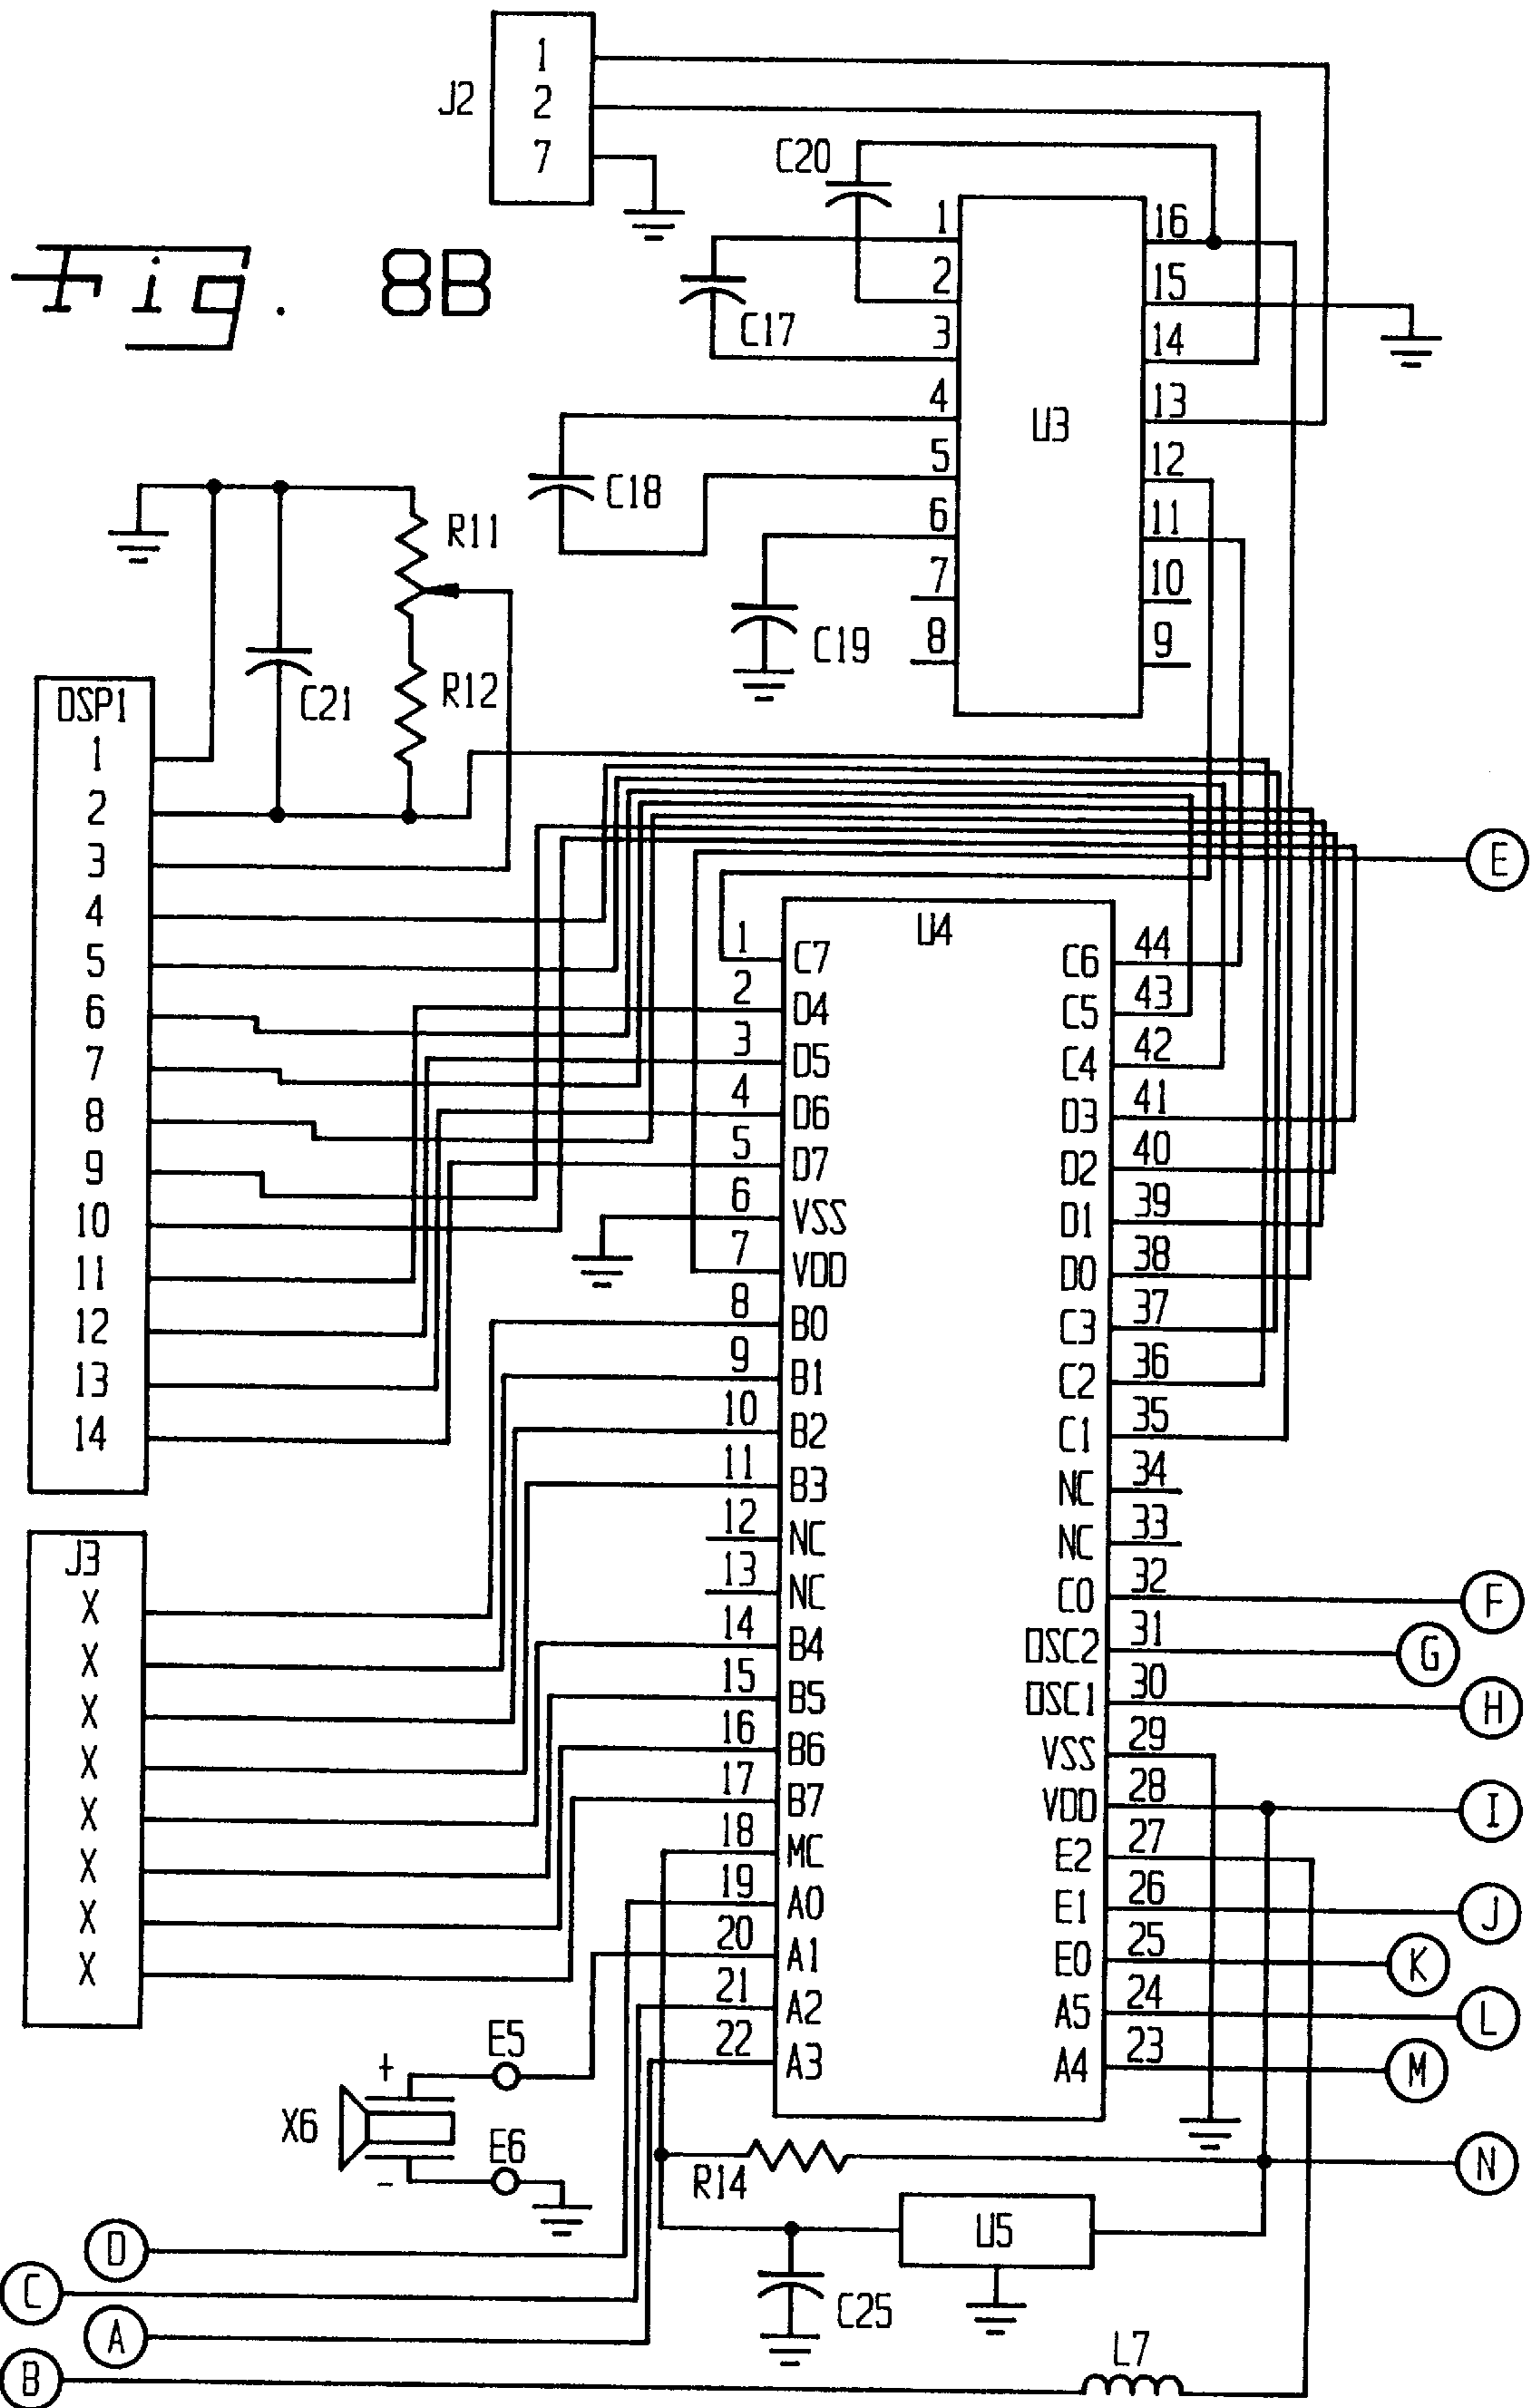 1
J2 2
7
C20
Fig. 8B
1 16
2 15
C17
3 14
4 13
U3
5 12
C18
6 11
7 10
8 9
C19
R11
R12
C21
DSP1
1
2
3
4
5
6
7
8
9
10
11
12
13
14
E
U4
1 C7 C6 44
2 D4 C5 43
3 D5 C4 42
4 D6 D3 41
5 D7 D2 40
6 VSS D1 39
7 VDD D0 38
8 B0 C3 37
9 B1 C2 36
10 B2 C1 35
11 B3 NC 34
12 NC NC 33
13 NC C0 32 F
14 B4 OSC2 31 G
15 B5 OSC1 30 H
16 B6 VSS 29
17 B7 VDD 28 I
18 MC E2 27
19 A0 E1 26 J
20 A1 E0 25 K
21 A2 A5 24 L
22 A3 A4 23 M
J3
X
X
X
X
X
X
X
X
E5
+
X6
E6
-
R14 N
U5
D
C
C25
A
L7
B